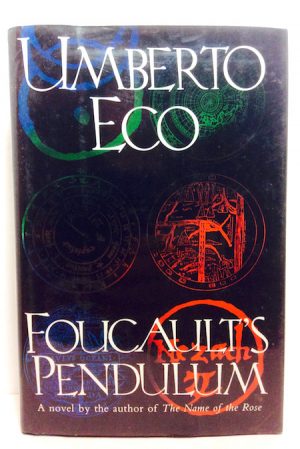 UMBERTO
ECO
FOUCAULT'S
PENDULUM
A novel by the author of The Name of the Rose